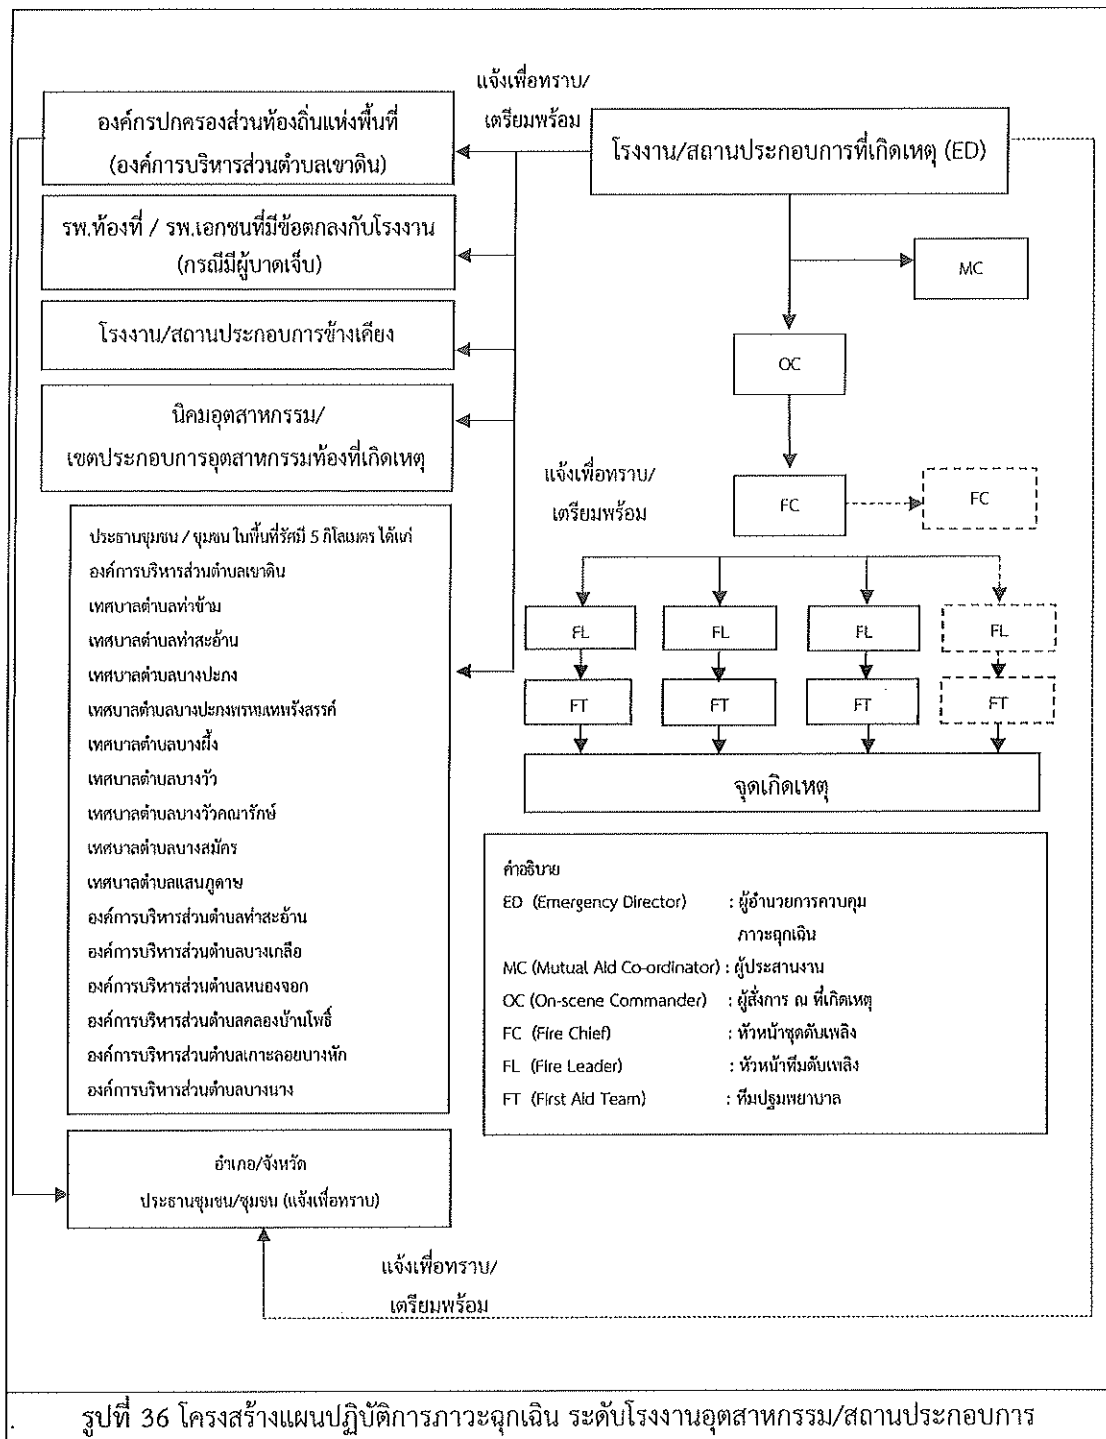 แจ้งเพื่อทราบ/
เตรียมพร้อม
องค์กรปกครองส่วนท้องถิ่นแห่งพื้นที่
(องค์การบริหารส่วนตำบลเขาดิน)
โรงงาน/สถานประกอบการที่เกิดเหตุ (ED)
รพ.ท้องที่ / รพ.เอกชนที่มีข้อตกลงกับโรงงาน
(กรณีมีผู้บาดเจ็บ)
MC
โรงงาน/สถานประกอบการข้างเคียง
OC
นิคมอุตสาหกรรม/
เขตประกอบการอุตสาหกรรมท้องที่เกิดเหตุ
แจ้งเพื่อทราบ/
เตรียมพร้อม
FC
FC
ประธานชุมชน / ชุมชน ในพื้นที่รัศมี 5 กิโลเมตร ได้แก่
องค์การบริหารส่วนตำบลเขาดิน
เทศบาลตำบลท่าข้าม
เทศบาลตำบลท่าสะอ้าน
เทศบาลตำบลบางปะกง
เทศบาลตำบลบางปะกงพรหมเทพรังสรรค์
เทศบาลตำบลบางผึ้ง
เทศบาลตำบลบางวัว
เทศบาลตำบลบางวัวคณารักษ์
เทศบาลตำบลบางสมัคร
เทศบาลตำบลแสนภูดาษ
องค์การบริหารส่วนตำบลท่าสะอ้าน
องค์การบริหารส่วนตำบลบางเกลือ
องค์การบริหารส่วนตำบลหนองจอก
องค์การบริหารส่วนตำบลคลองบ้านโพธิ์
องค์การบริหารส่วนตำบลเกาะลอยบางหัก
องค์การบริหารส่วนตำบลบางนาง
FL FL FL FL
FT FT FT FT
จุดเกิดเหตุ
คำอธิบาย
ED (Emergency Director) : ผู้อำนวยการควบคุม
ภาวะฉุกเฉิน
MC (Mutual Aid Co-ordinator) : ผู้ประสานงาน
OC (On-scene Commander) : ผู้สั่งการ ณ ที่เกิดเหตุ
FC (Fire Chief) : หัวหน้าชุดดับเพลิง
FL (Fire Leader) : หัวหน้าทีมดับเพลิง
FT (First Aid Team) : ทีมปฐมพยาบาล
อำเภอ/จังหวัด
ประธานชุมชน/ชุมชน (แจ้งเพื่อทราบ)
แจ้งเพื่อทราบ/
เตรียมพร้อม
รูปที่ 36 โครงสร้างแผนปฏิบัติการภาวะฉุกเฉิน ระดับโรงงานอุตสาหกรรม/สถานประกอบการ